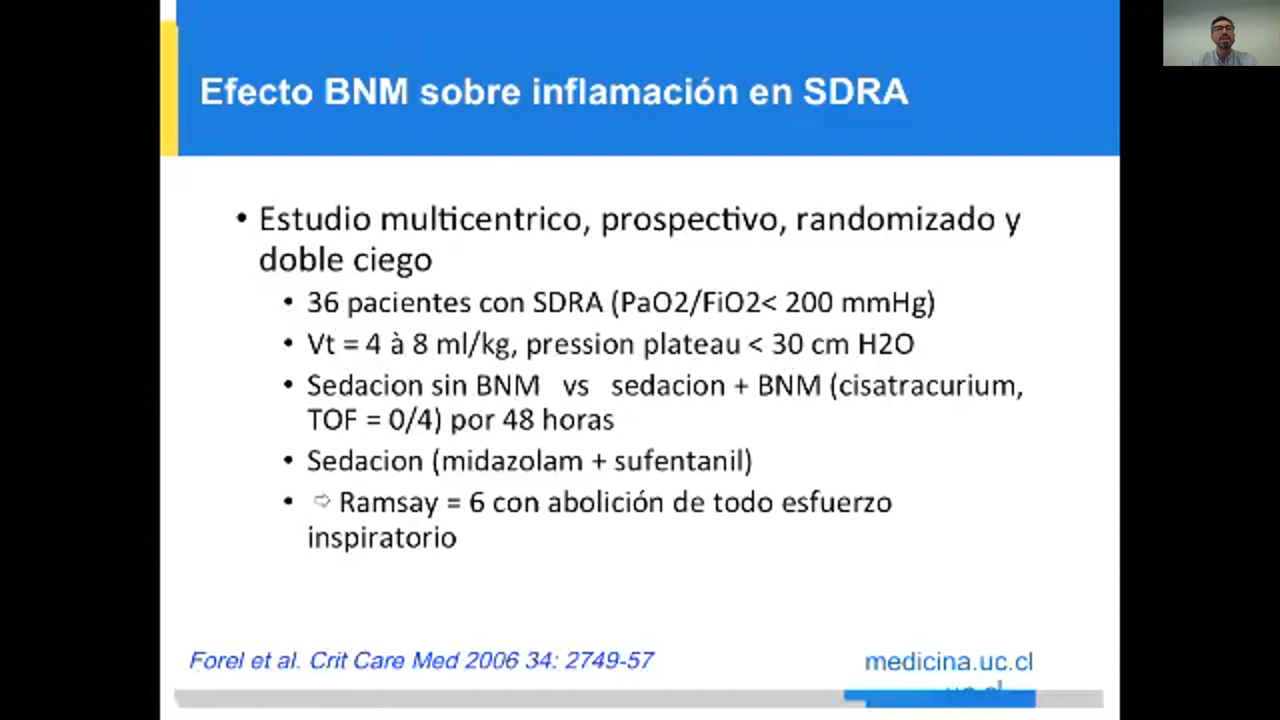 Efecto BNM sobre inflamación en SDRA
• Estudio multicentrico, prospectivo, randomizado y
doble ciego
• 36 pacientes con SDRA (PaO2/FiO2< 200 mmHg)
• Vt = 4 à 8 ml/kg, pression plateau < 30 cm H2O
• Sedacion sin BNM vs sedacion + BNM (cisatracurium,
TOF = 0/4) por 48 horas
• Sedacion (midazolam + sufentanil)
• ⇨ Ramsay = 6 con abolición de todo esfuerzo
inspiratorio
Forel et al. Crit Care Med 2006 34: 2749-57
medicina.uc.cl